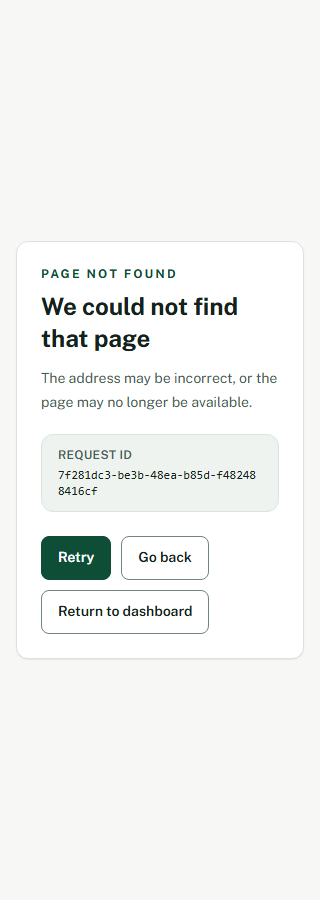 PAGE NOT FOUND
We could not find
that page
The address may be incorrect, or the
page may no longer be available.
REQUEST ID
7f281dc3-be3b-48ea-b85d-f48248
8416cf
Retry
Go back
Return to dashboard